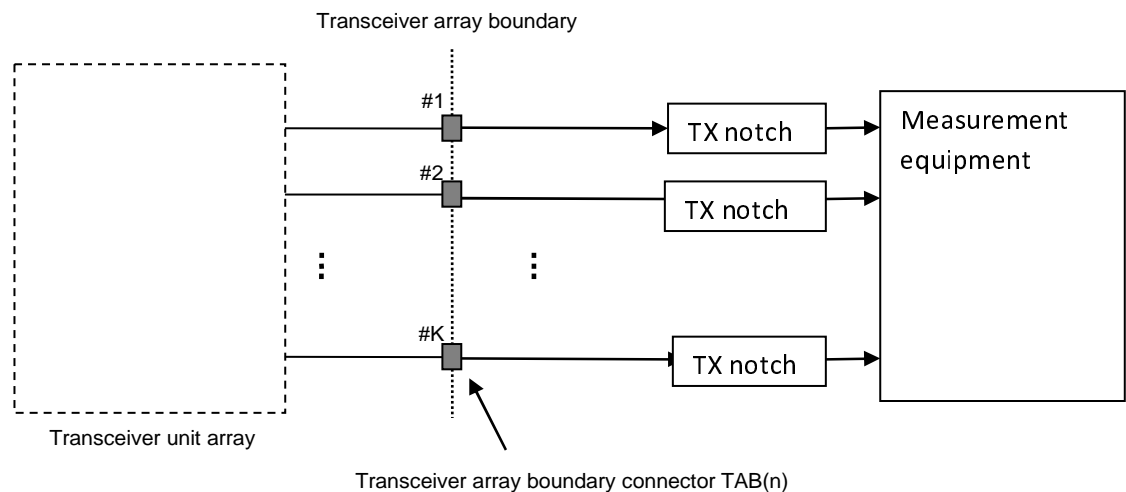 Transceiver array boundary
#1
TX notch
Measurement
equipment
#2
TX notch
#K
TX notch
Transceiver unit array
Transceiver array boundary connector TAB(n)